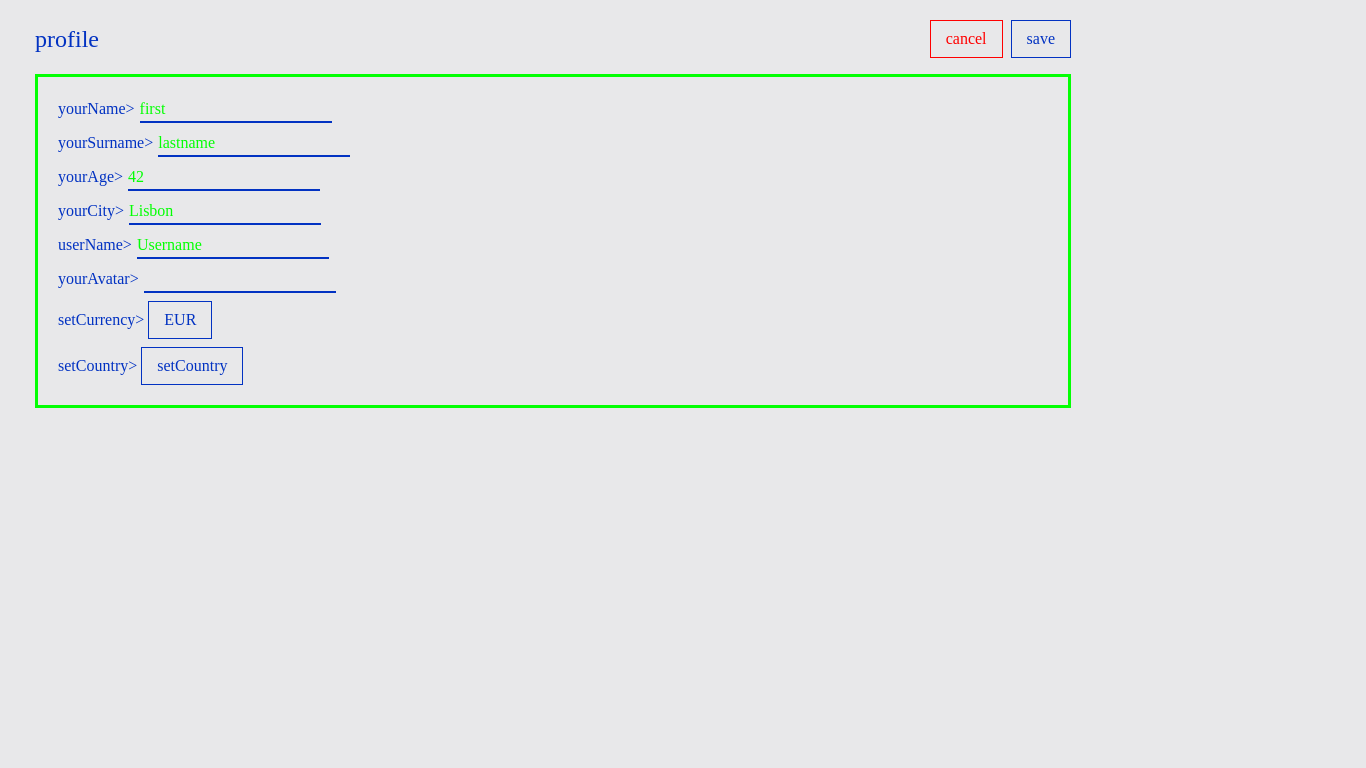 profile
cancel save
yourName> first
yourSurname> lastname
yourAge> 42
yourCity> Lisbon
userName> Username
yourAvatar>
setCurrency> EUR
setCountry> setCountry